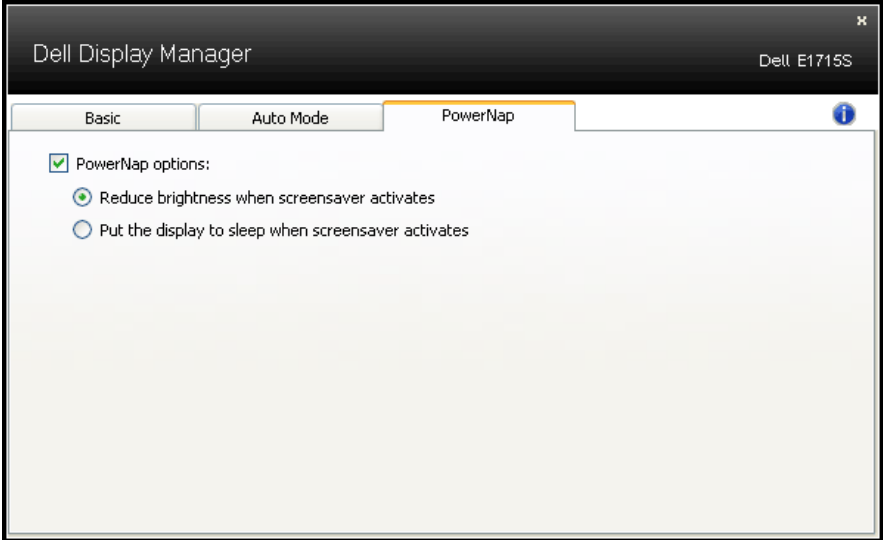 Dell Display Manager
Dell E1715S
Basic
Auto Mode
PowerNap
PowerNap options:
Reduce brightness when screensaver activates
Put the display to sleep when screensaver activates